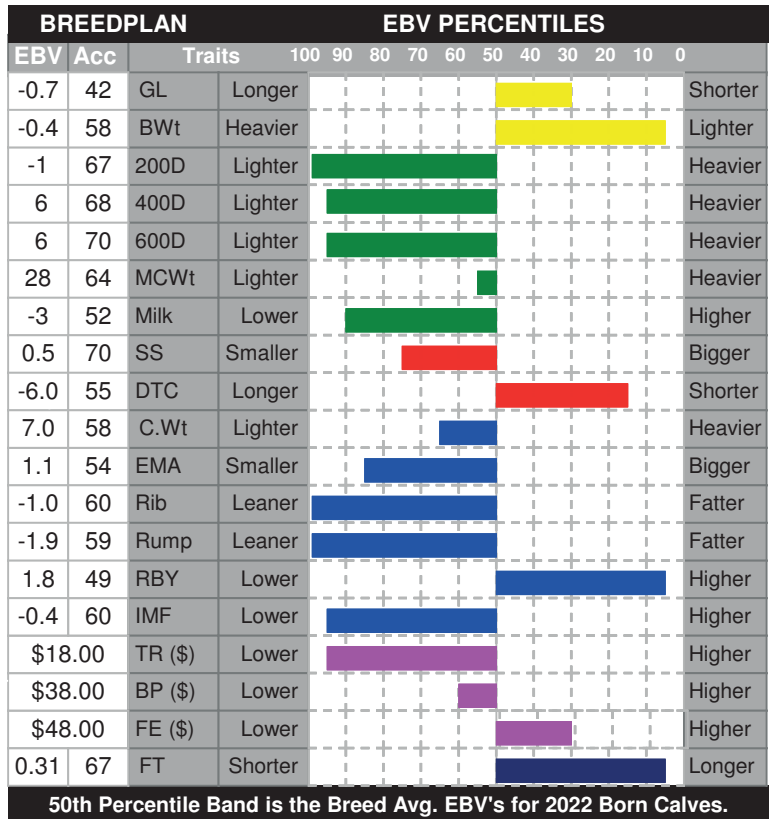 BREEDPLAN EBV PERCENTILES
EBV Acc Traits 100 90 80 70 60 50 40 30 20 10 0
-0.7 42 GL Longer Shorter
-0.4 58 BWt Heavier Lighter
-1 67 200D Lighter Heavier
6 68 400D Lighter Heavier
6 70 600D Lighter Heavier
28 64 MCWt Lighter Heavier
-3 52 Milk Lower Higher
0.5 70 SS Smaller Bigger
-6.0 55 DTC Longer Shorter
7.0 58 C.Wt Lighter Heavier
1.1 54 EMA Smaller Bigger
-1.0 60 Rib Leaner Fatter
-1.9 59 Rump Leaner Fatter
1.8 49 RBY Lower Higher
-0.4 60 IMF Lower Higher
$18.00 TR ($) Lower Higher
$38.00 BP ($) Lower Higher
$48.00 FE ($) Lower Higher
0.31 67 FT Shorter Longer
50th Percentile Band is the Breed Avg. EBV's for 2022 Born Calves.